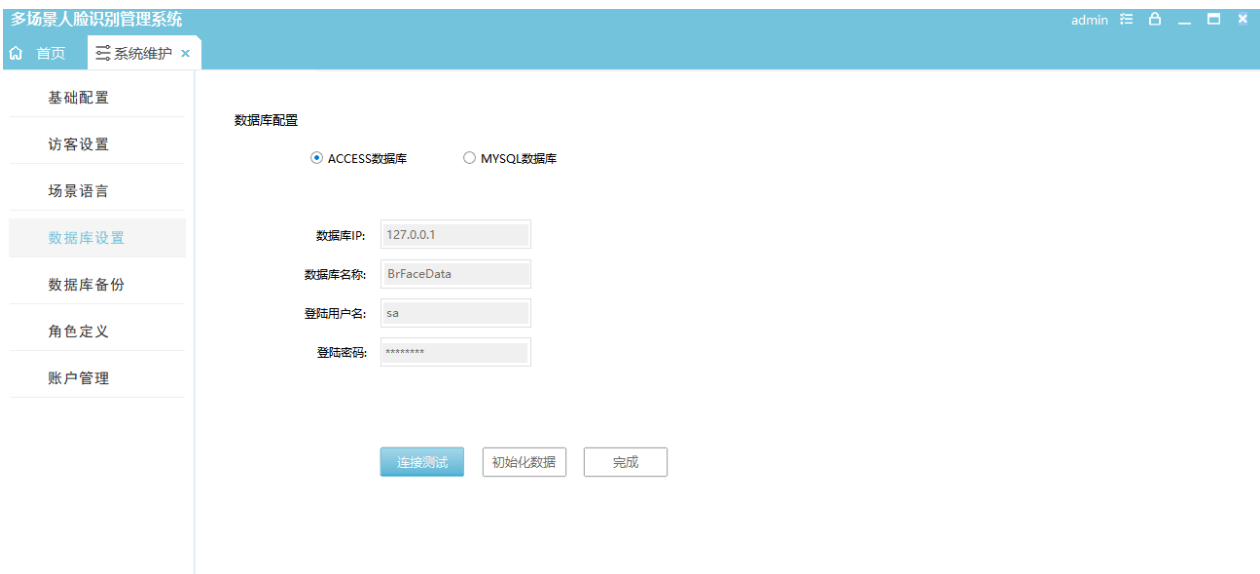 多场景人脸识别管理系统
admin
首页
系统维护
基础配置
访客设置
场景语言
数据库设置
数据库备份
角色定义
账户管理
数据库配置
ACCESS数据库
MYSQL数据库
数据库IP: 127.0.0.1
数据库名称: BrFaceData
登陆用户名: sa
登陆密码: ********
连接测试
初始化数据
完成